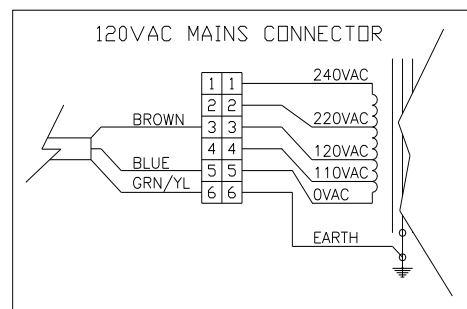 120VAC MAINS CONNECTOR
240VAC
1 1
2 2
220VAC
BROWN
3 3
120VAC
4 4
110VAC
BLUE
5 5
0VAC
GRN/YL
6 6
EARTH